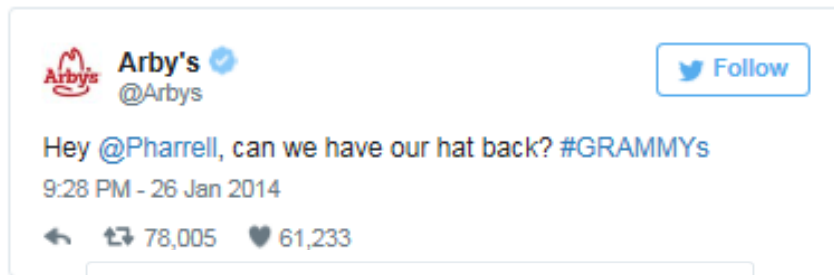 Arby's
Arby's
@Arbys
Follow
Hey @Pharrell, can we have our hat back? #GRAMMYs
9:28 PM - 26 Jan 2014
78,005 61,233